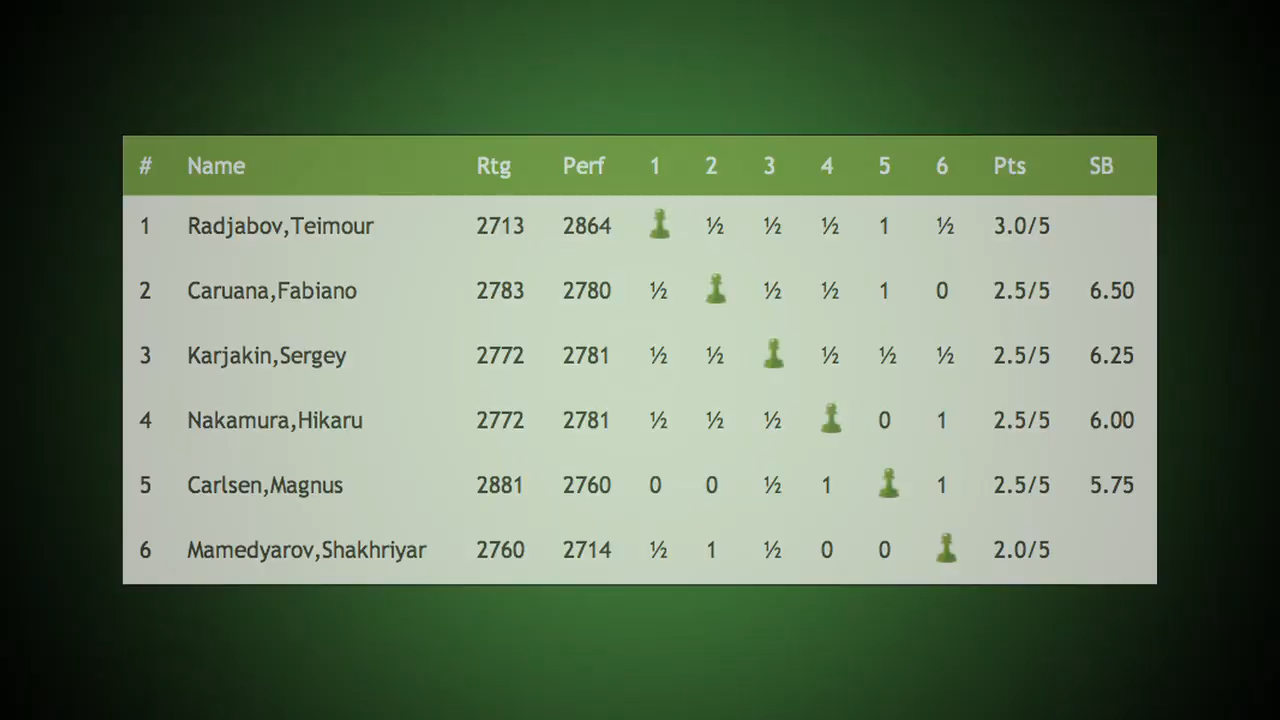 # Name Rtg Perf 1 2 3 4 5 6 Pts SB
1 Radjabov,Teimour 2713 2864 ½ ½ ½ 1 ½ 3.0/5
2 Caruana,Fabiano 2783 2780 ½ ½ ½ 1 0 2.5/5 6.50
3 Karjakin,Sergey 2772 2781 ½ ½ ½ ½ ½ 2.5/5 6.25
4 Nakamura,Hikaru 2772 2781 ½ ½ ½ 0 1 2.5/5 6.00
5 Carlsen,Magnus 2881 2760 0 0 ½ 1 1 2.5/5 5.75
6 Mamedyarov,Shakhriyar 2760 2714 ½ 1 ½ 0 0 2.0/5